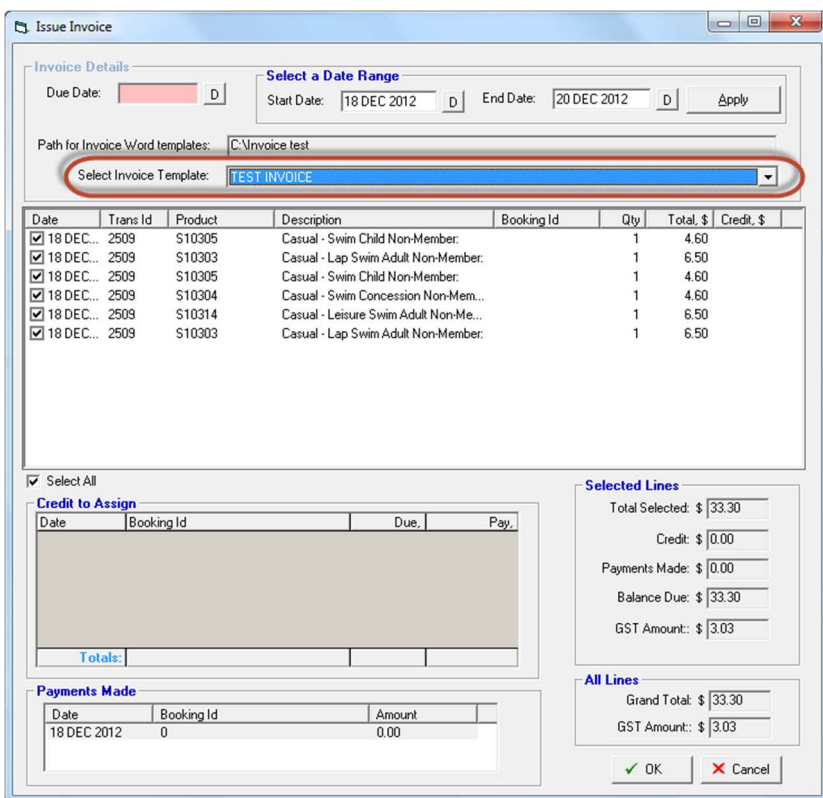 Issue Invoice
Invoice Details
Select a Date Range
Due Date: D Start Date: 18 DEC 2012 D End Date: 20 DEC 2012 D Apply
Path for Invoice Word templates: C:\Invoice test
Select Invoice Template: TEST INVOICE
Date Trans Id Product Description Booking Id Qty Total, $ Credit, $
18 DEC... 2509 S10305 Casual - Swim Child Non-Member: 1 4.60
18 DEC... 2509 S10303 Casual - Lap Swim Adult Non-Member: 1 6.50
18 DEC... 2509 S10305 Casual - Swim Child Non-Member: 1 4.60
18 DEC... 2509 S10304 Casual - Swim Concession Non-Mem... 1 4.60
18 DEC... 2509 S10314 Casual - Leisure Swim Adult Non-Me... 1 6.50
18 DEC... 2509 S10303 Casual - Lap Swim Adult Non-Member: 1 6.50
Select All
Credit to Assign
Date Booking Id Due, Pay,
Totals:
Payments Made
Date Booking Id Amount
18 DEC 2012 0 0.00
Selected Lines
Total Selected: $ 33.30
Credit: $ 0.00
Payments Made: $ 0.00
Balance Due: $ 33.30
GST Amount:: $ 3.03
All Lines
Grand Total: $ 33.30
GST Amount:: $ 3.03
OK Cancel